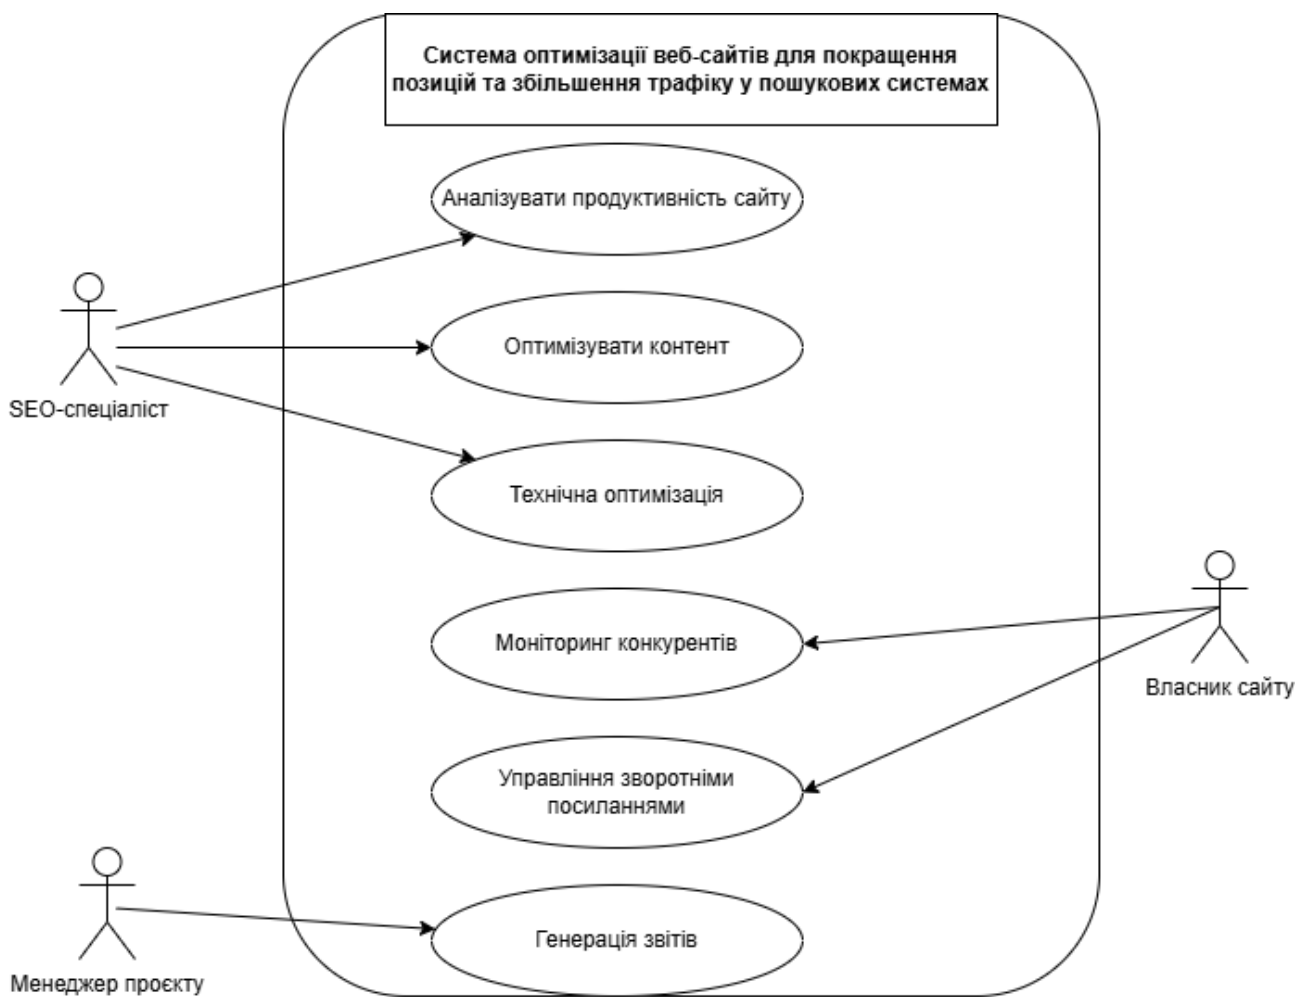 Система оптимізації веб-сайтів для покращення
позицій та збільшення трафіку у пошукових системах
Аналізувати продуктивність сайту
Оптимізувати контент
SEO-спеціаліст
Технічна оптимізація
Моніторинг конкурентів
Власник сайту
Управління зворотніми
посиланнями
Генерація звітів
Менеджер проєкту